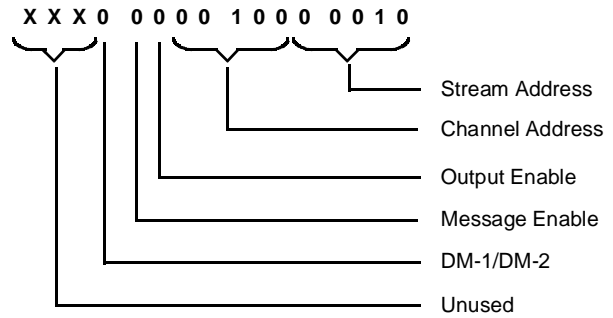 X X X 0 0 0 0 0 1 0 0 0 0 0 1 0
Stream Address
Channel Address
Output Enable
Message Enable
DM-1/DM-2
Unused